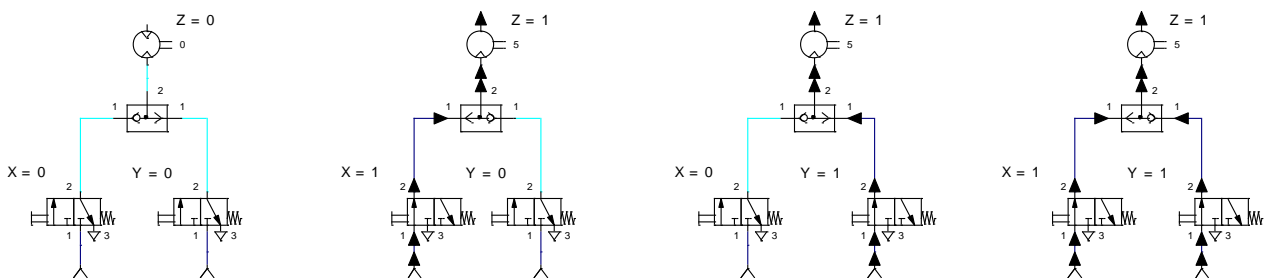 Z = 0
0
2
1 1
X = 0 Y = 0
2 2
1 3 1 3
Z = 1
5
2
1 1
X = 1 Y = 0
2 2
1 3 1 3
Z = 1
5
2
1 1
X = 0 Y = 1
2 2
1 3 1 3
Z = 1
5
2
1 1
X = 1 Y = 1
2 2
1 3 1 3